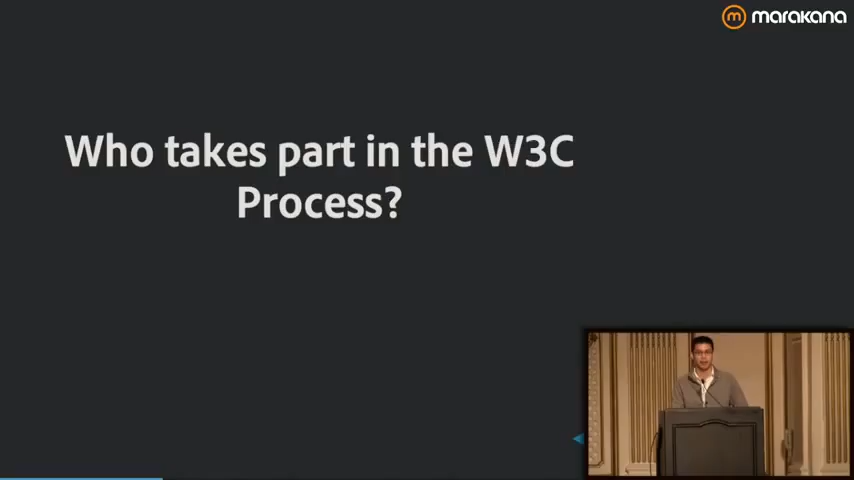 marakana
Who takes part in the W3C
Process?